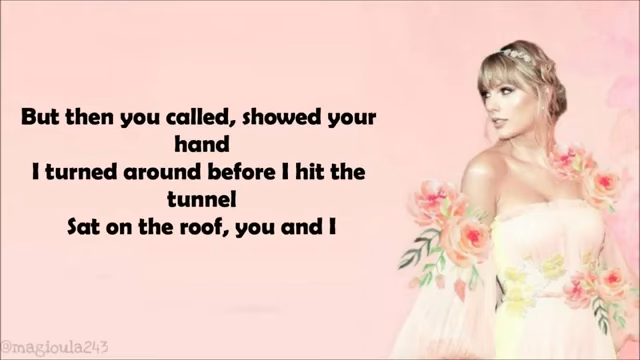 But then you called, showed your
hand
I turned around before I hit the
tunnel
Sat on the roof, you and I
@magioula243